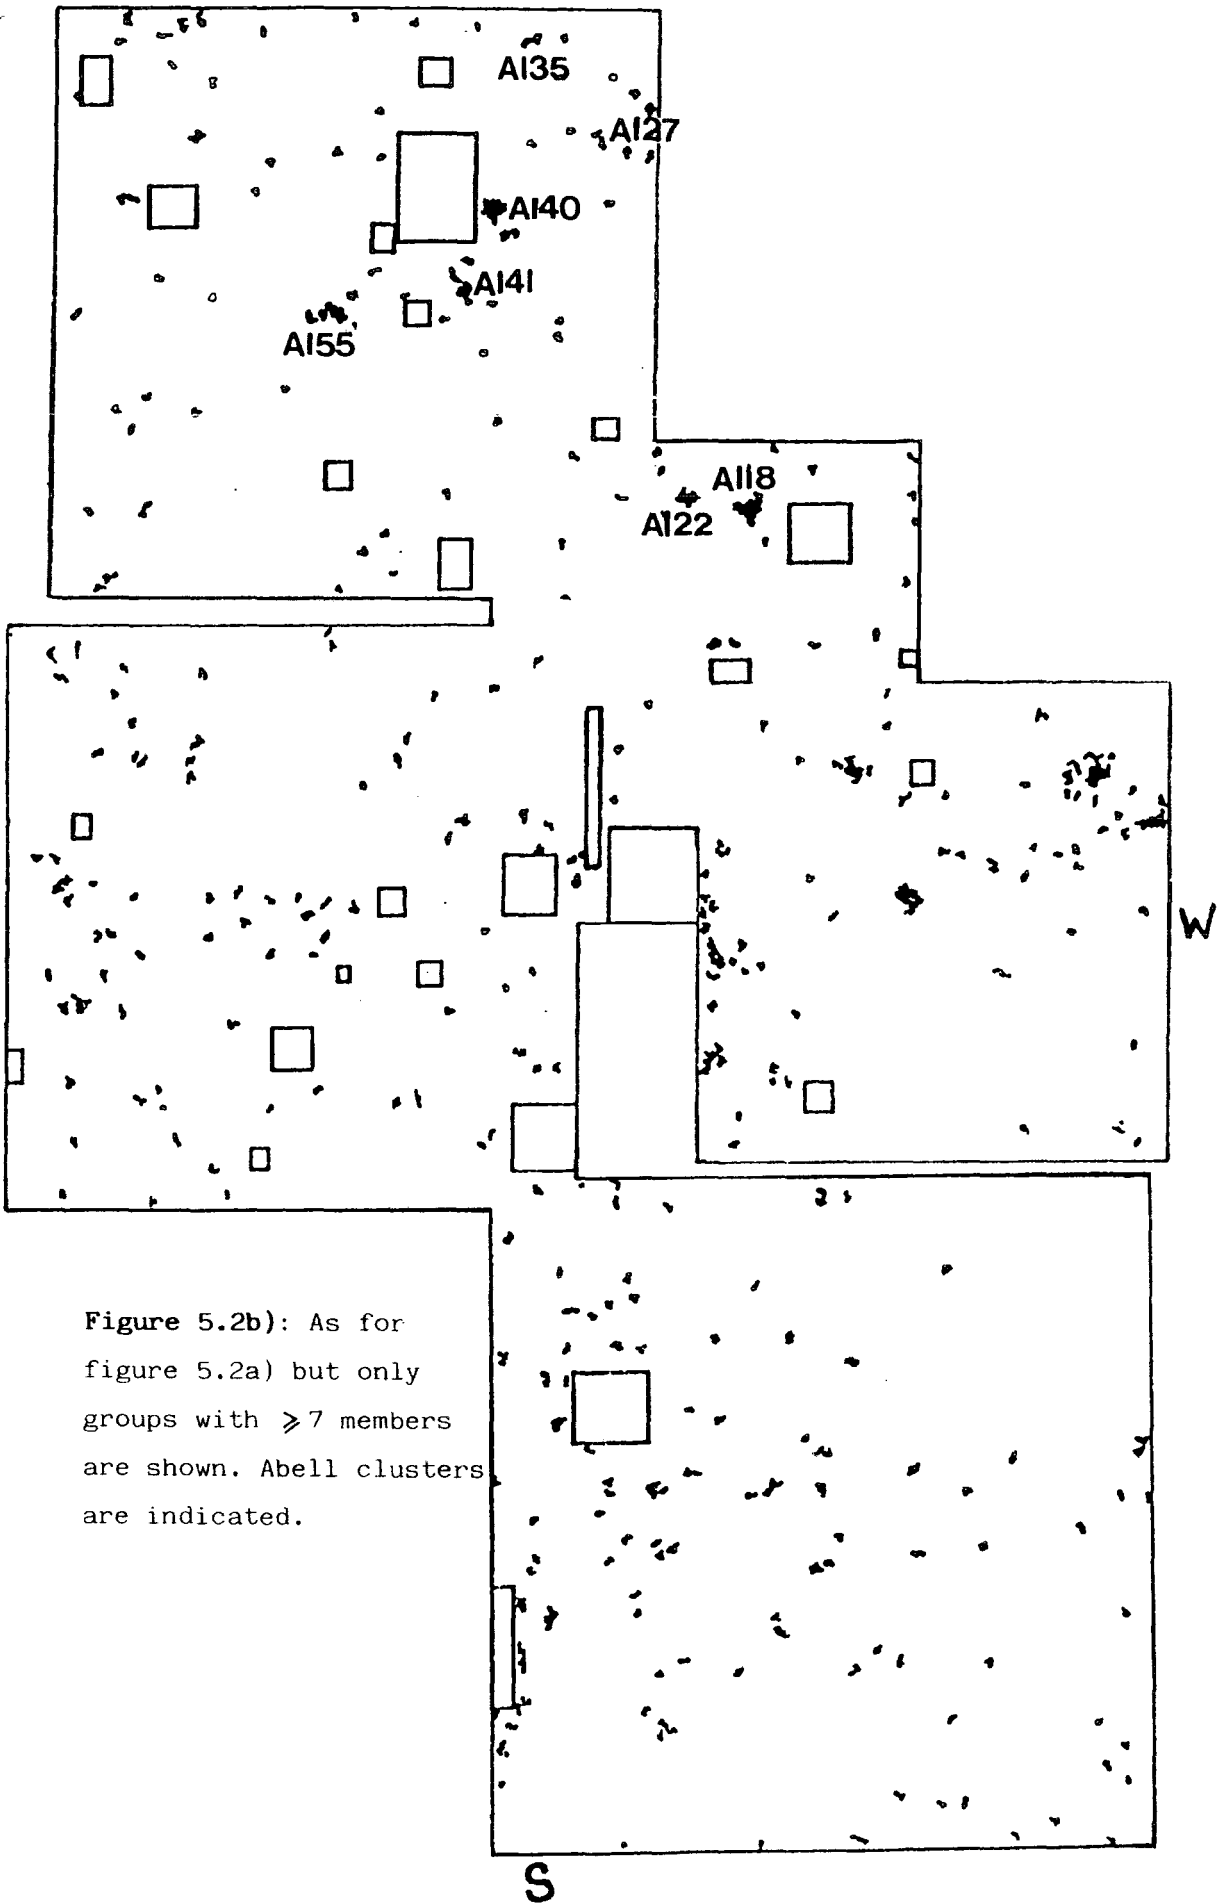 A135
A127
A140
A141
A155
A118
A122
W
Figure 5.2b): As for
figure 5.2a) but only
groups with ⩾7 members
are shown. Abell clusters
are indicated.
S